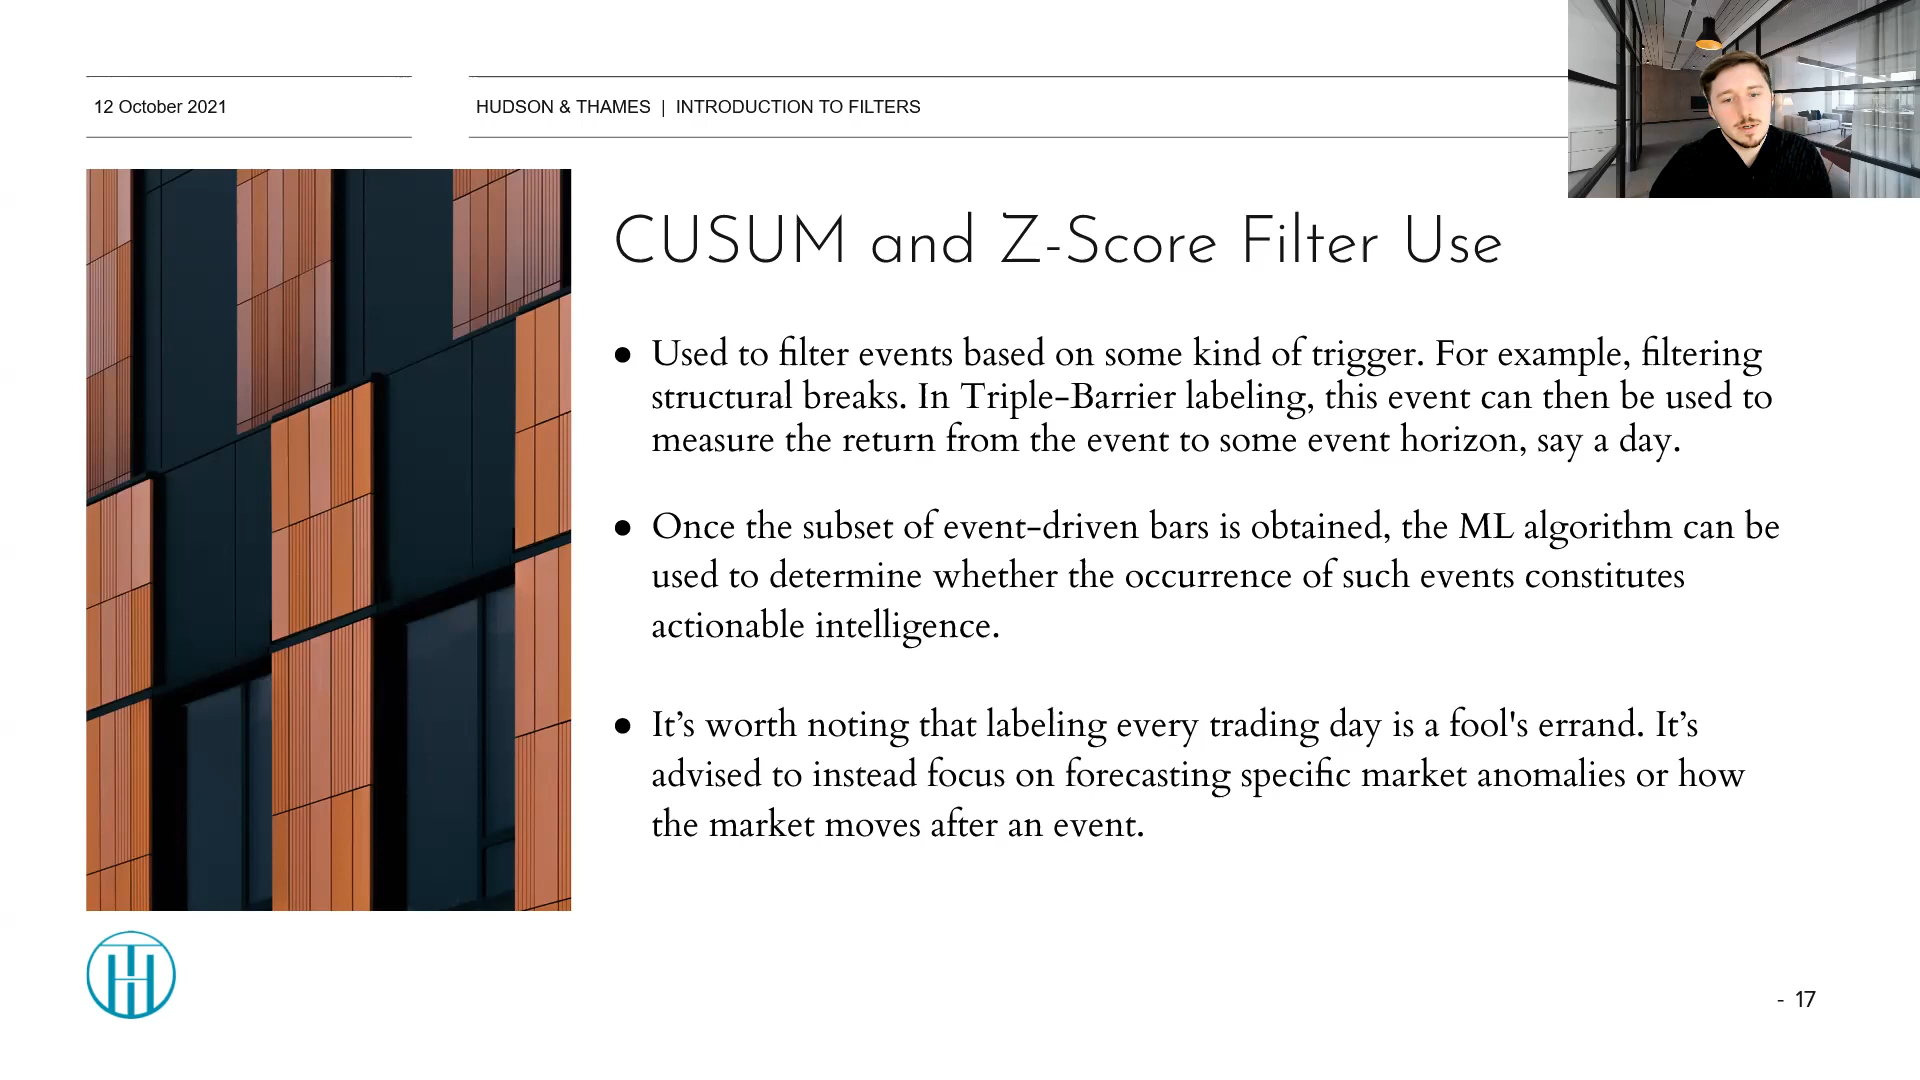 12 October 2021
HUDSON & THAMES | INTRODUCTION TO FILTERS
CUSUM and Z-Score Filter Use
● Used to filter events based on some kind of trigger. For example, filtering
structural breaks. In Triple-Barrier labeling, this event can then be used to
measure the return from the event to some event horizon, say a day.
● Once the subset of event-driven bars is obtained, the ML algorithm can be
used to determine whether the occurrence of such events constitutes
actionable intelligence.
● It’s worth noting that labeling every trading day is a fool's errand. It’s
advised to instead focus on forecasting specific market anomalies or how
the market moves after an event.
- 17